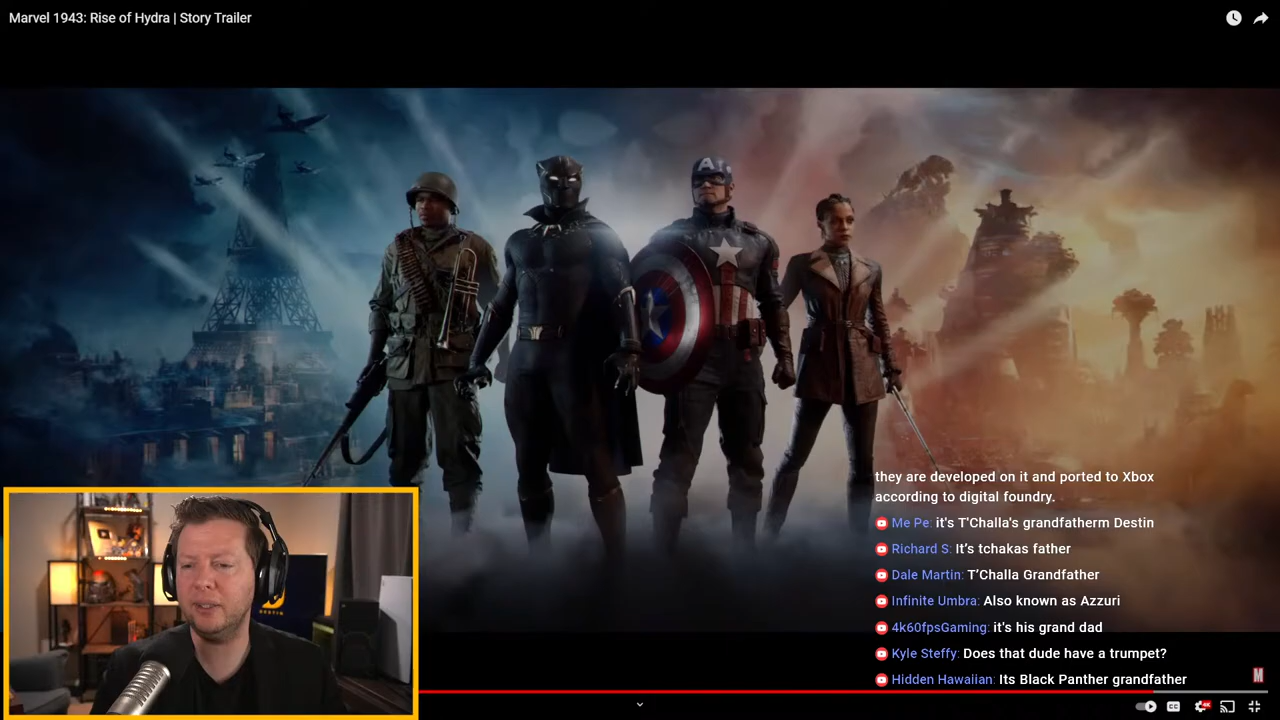 Marvel 1943: Rise of Hydra | Story Trailer
A
they are developed on it and ported to Xbox
according to digital foundry.
Me Pe: it's T'Challa's grandfatherm Destin
Richard S: It’s tchakas father
Dale Martin: T’Challa Grandfather
Infinite Umbra: Also known as Azzuri
4k60fpsGaming: it's his grand dad
Kyle Steffy: Does that dude have a trumpet?
Hidden Hawaiian: Its Black Panther grandfather
DESTIN
M
CC
4K